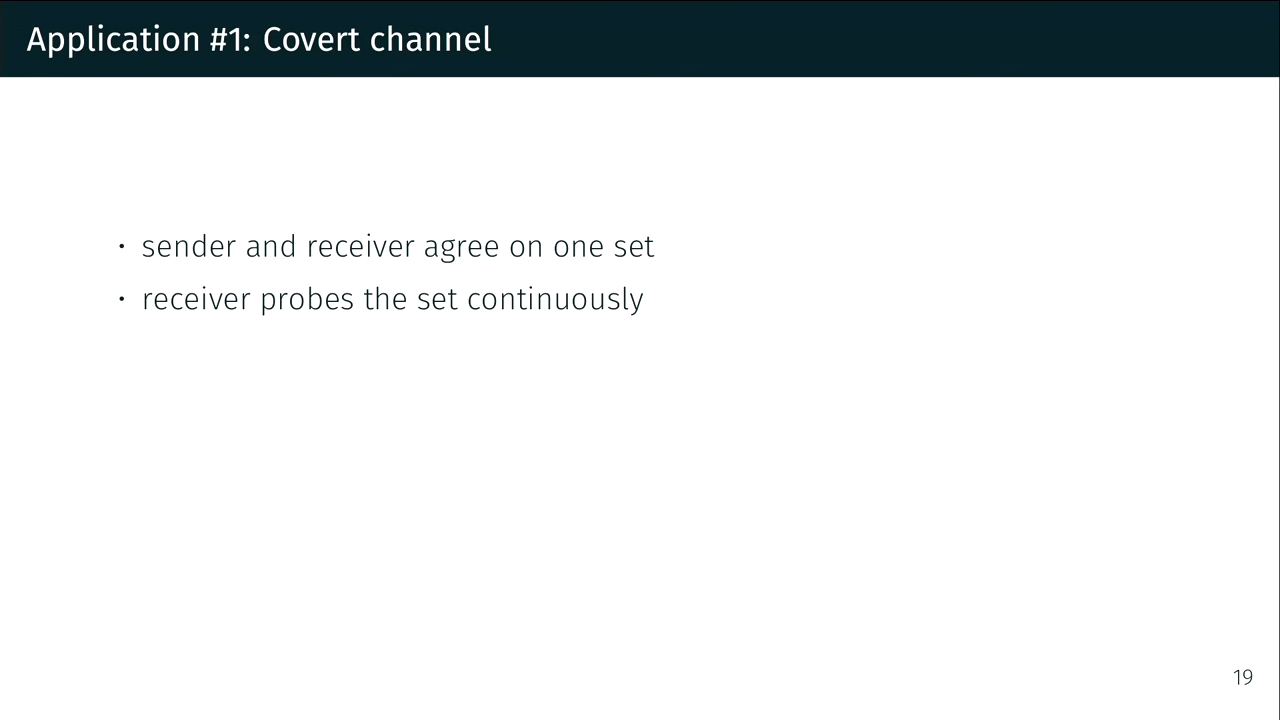 Application #1: Covert channel
· sender and receiver agree on one set
· receiver probes the set continuously
19